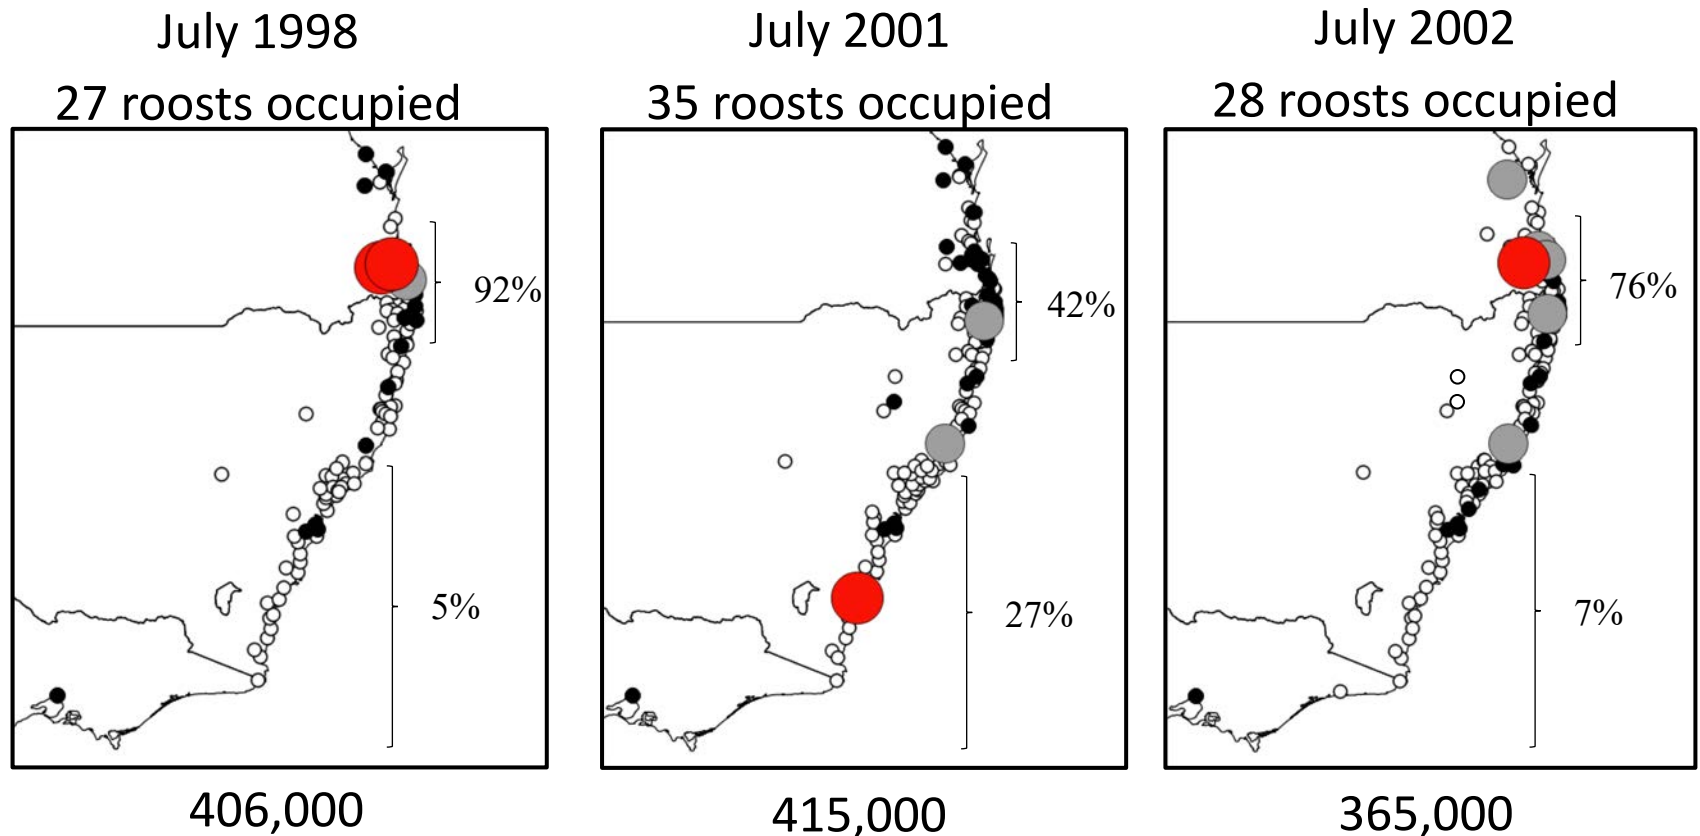 July 1998
27 roosts occupied
92%
5%
406,000
July 2001
35 roosts occupied
42%
27%
415,000
July 2002
28 roosts occupied
76%
7%
365,000